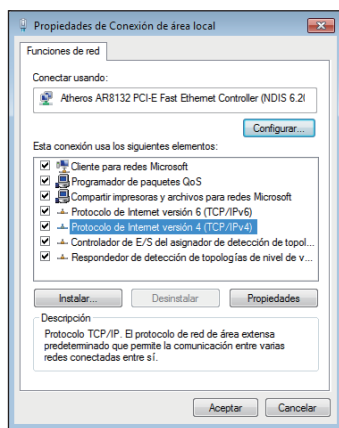 Propiedades de Conexión de área local
Funciones de red
Conectar usando:
Atheros AR8132 PCI-E Fast Ethernet Controller (NDIS 6.2(
Configurar...
Esta conexión usa los siguientes elementos:
Cliente para redes Microsoft
Programador de paquetes QoS
Compartir impresoras y archivos para redes Microsoft
Protocolo de Internet versión 6 (TCP/IPv6)
Protocolo de Internet versión 4 (TCP/IPv4)
Controlador de E/S del asignador de detección de topol...
Respondedor de detección de topologías de nivel de v...
Instalar... Desinstalar Propiedades
Descripción
Protocolo TCP/IP. El protocolo de red de área extensa
predeterminado que permite la comunicación entre varias
redes conectadas entre sí.
Aceptar Cancelar